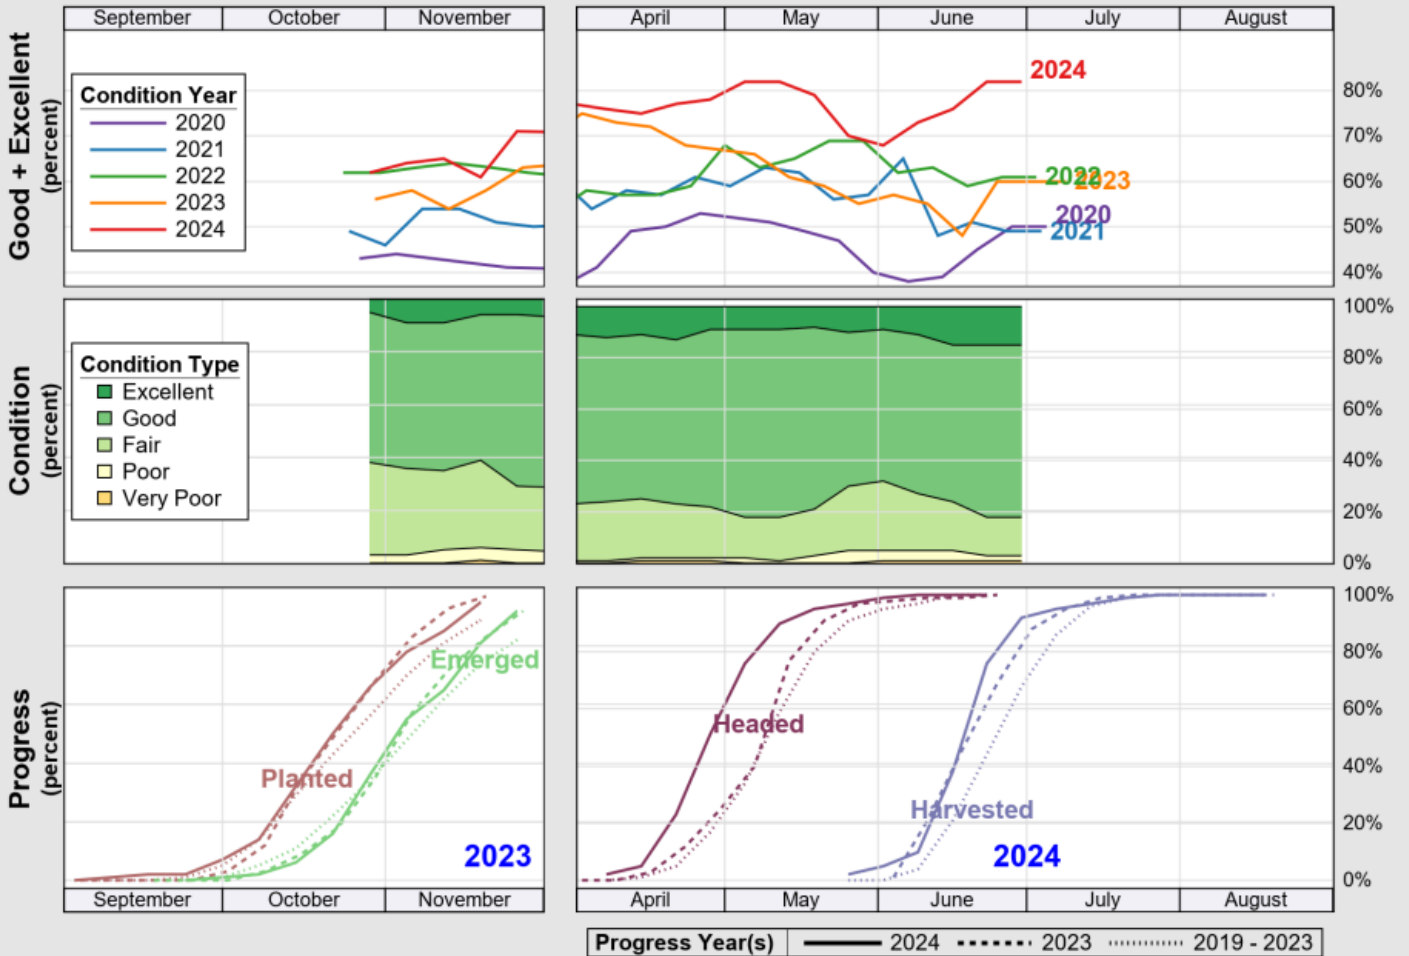 September October November April May June July August
Good + Excellent
(percent)
Condition Year
2020
2021
2022
2023
2024
2024
2022
2023
2020
2021
80%
70%
60%
50%
40%
Condition
(percent)
Condition Type
Excellent
Good
Fair
Poor
Very Poor
100%
80%
60%
40%
20%
0%
Progress
(percent)
Planted
Emerged
2023
Headed
Harvested
2024
100%
80%
60%
40%
20%
0%
September October November April May June July August
Progress Year(s) 2024 2023 2019 - 2023